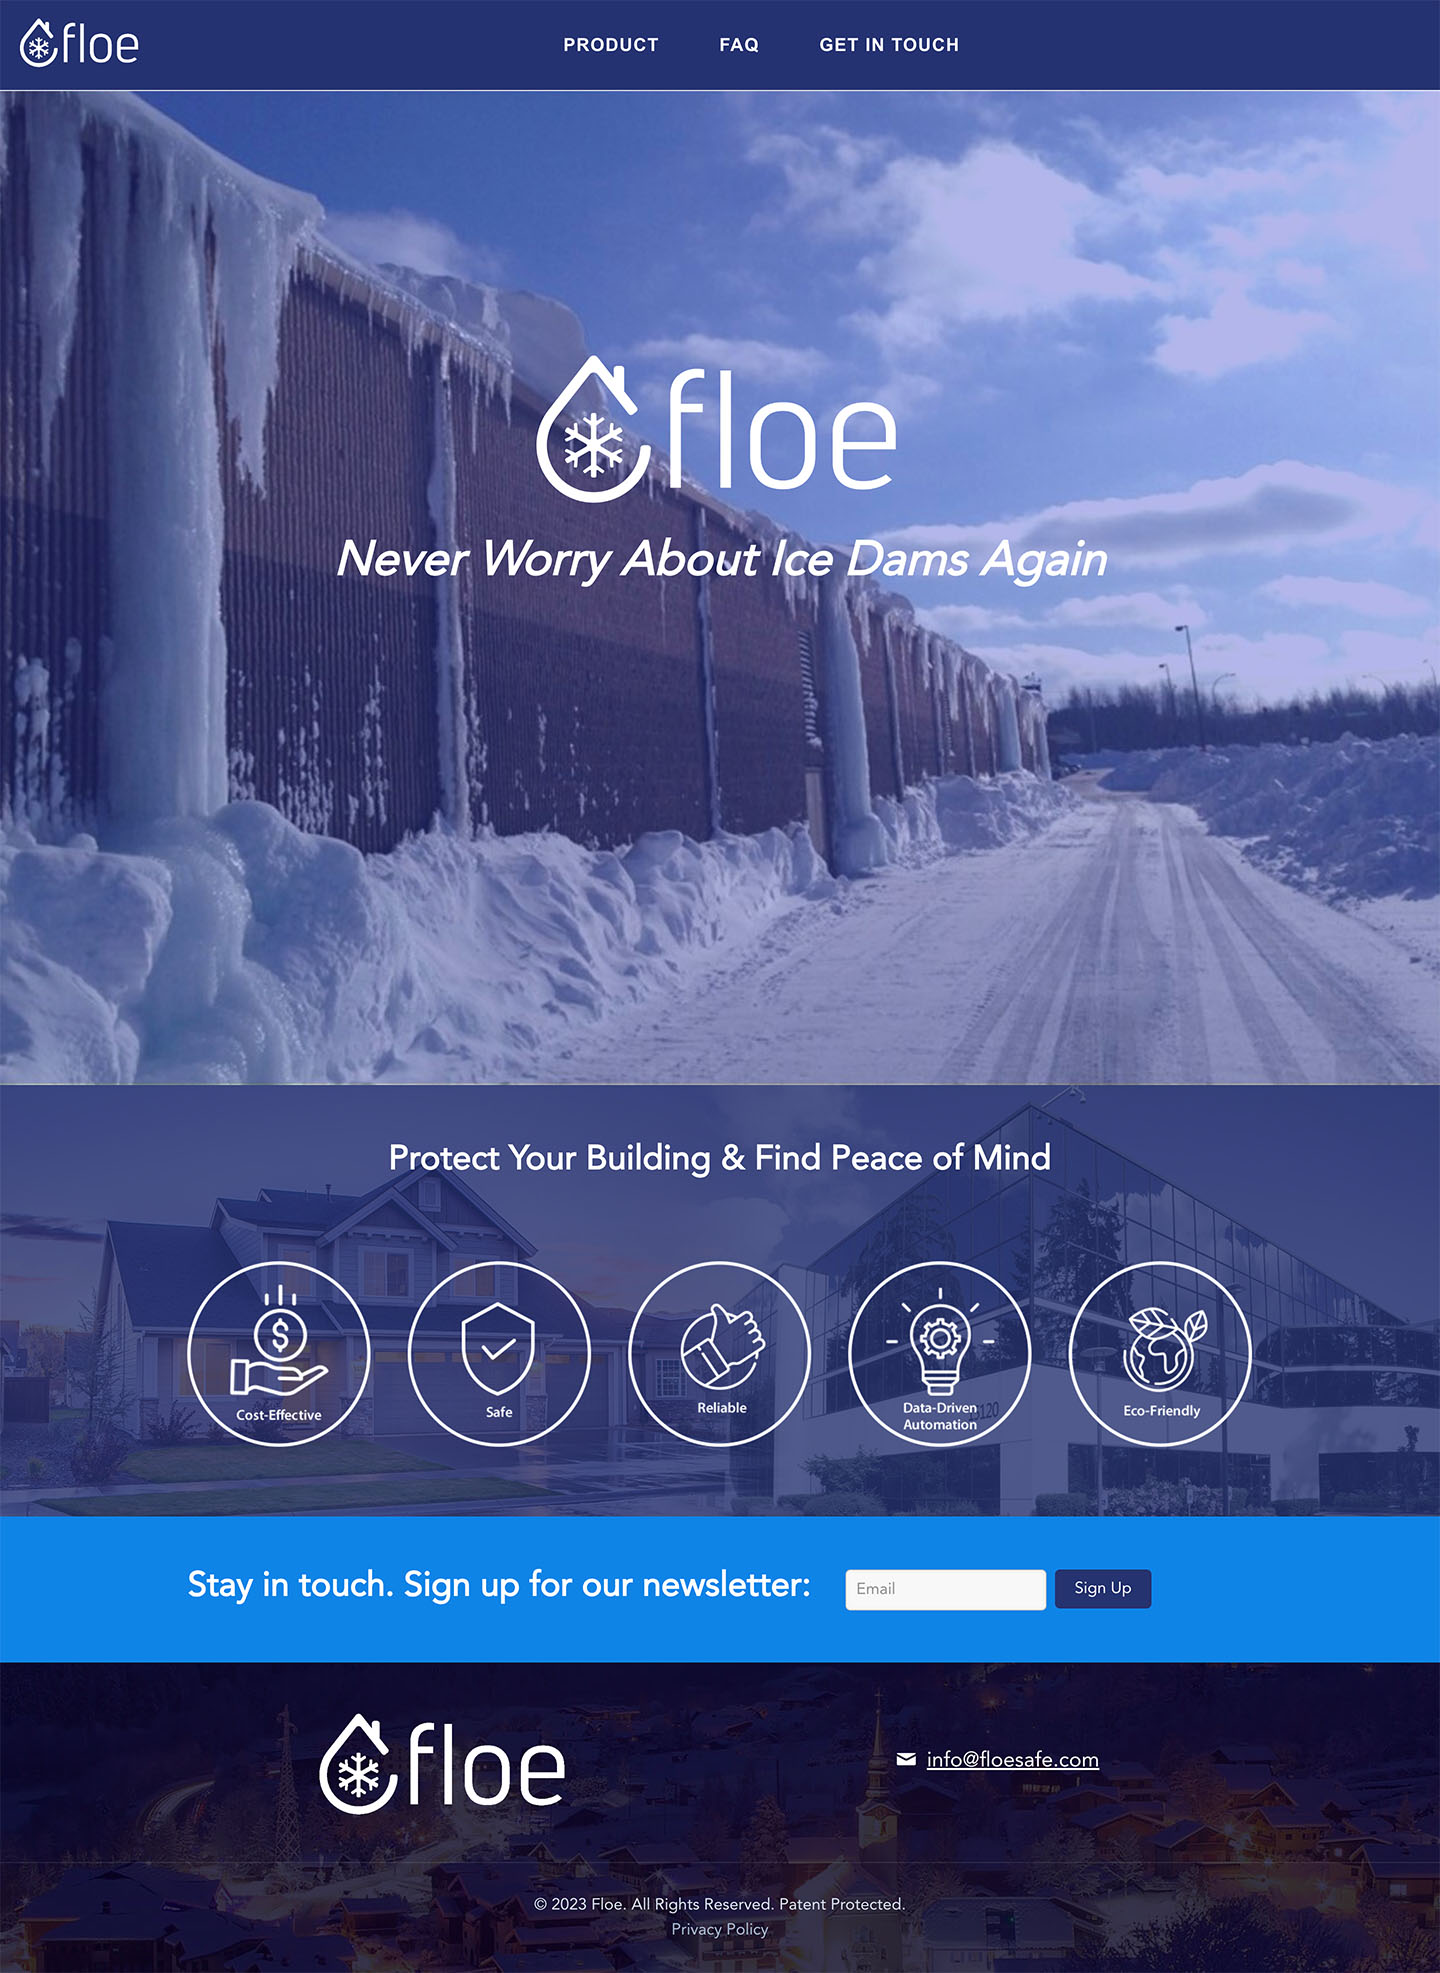 floe
PRODUCT
FAQ
GET IN TOUCH
floe
Never Worry About Ice Dams Again
Protect Your Building & Find Peace of Mind
Cost-Effective
Safe
Reliable
Data-Driven
Automation
Eco-Friendly
Stay in touch. Sign up for our newsletter:
Email
Sign Up
floe
info@floesafe.com
© 2023 Floe. All Rights Reserved. Patent Protected.
Privacy Policy